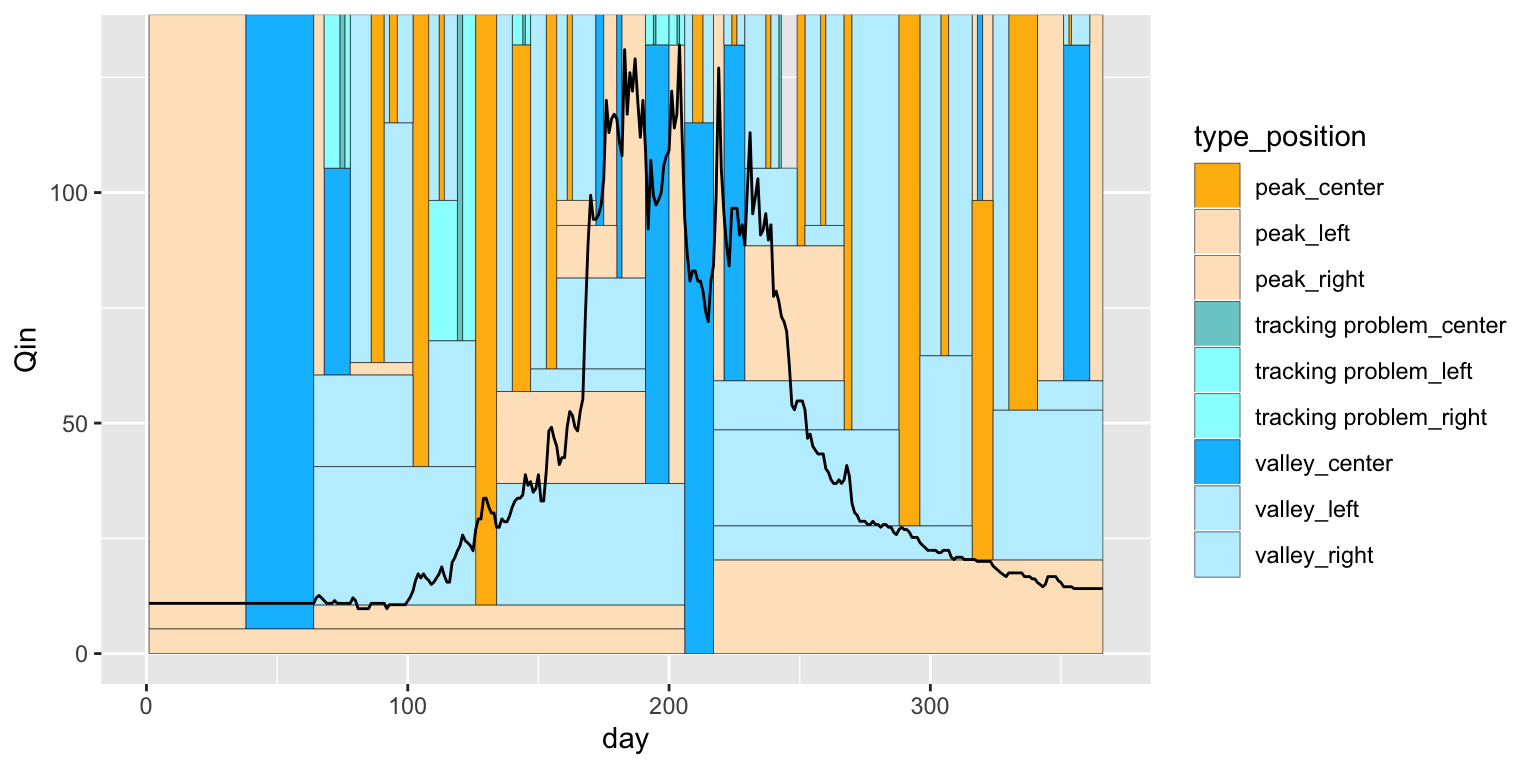 Qin
100
50
0
0
100
200
300
day
type_position
peak_center
peak_left
peak_right
tracking problem_center
tracking problem_left
tracking problem_right
valley_center
valley_left
valley_right